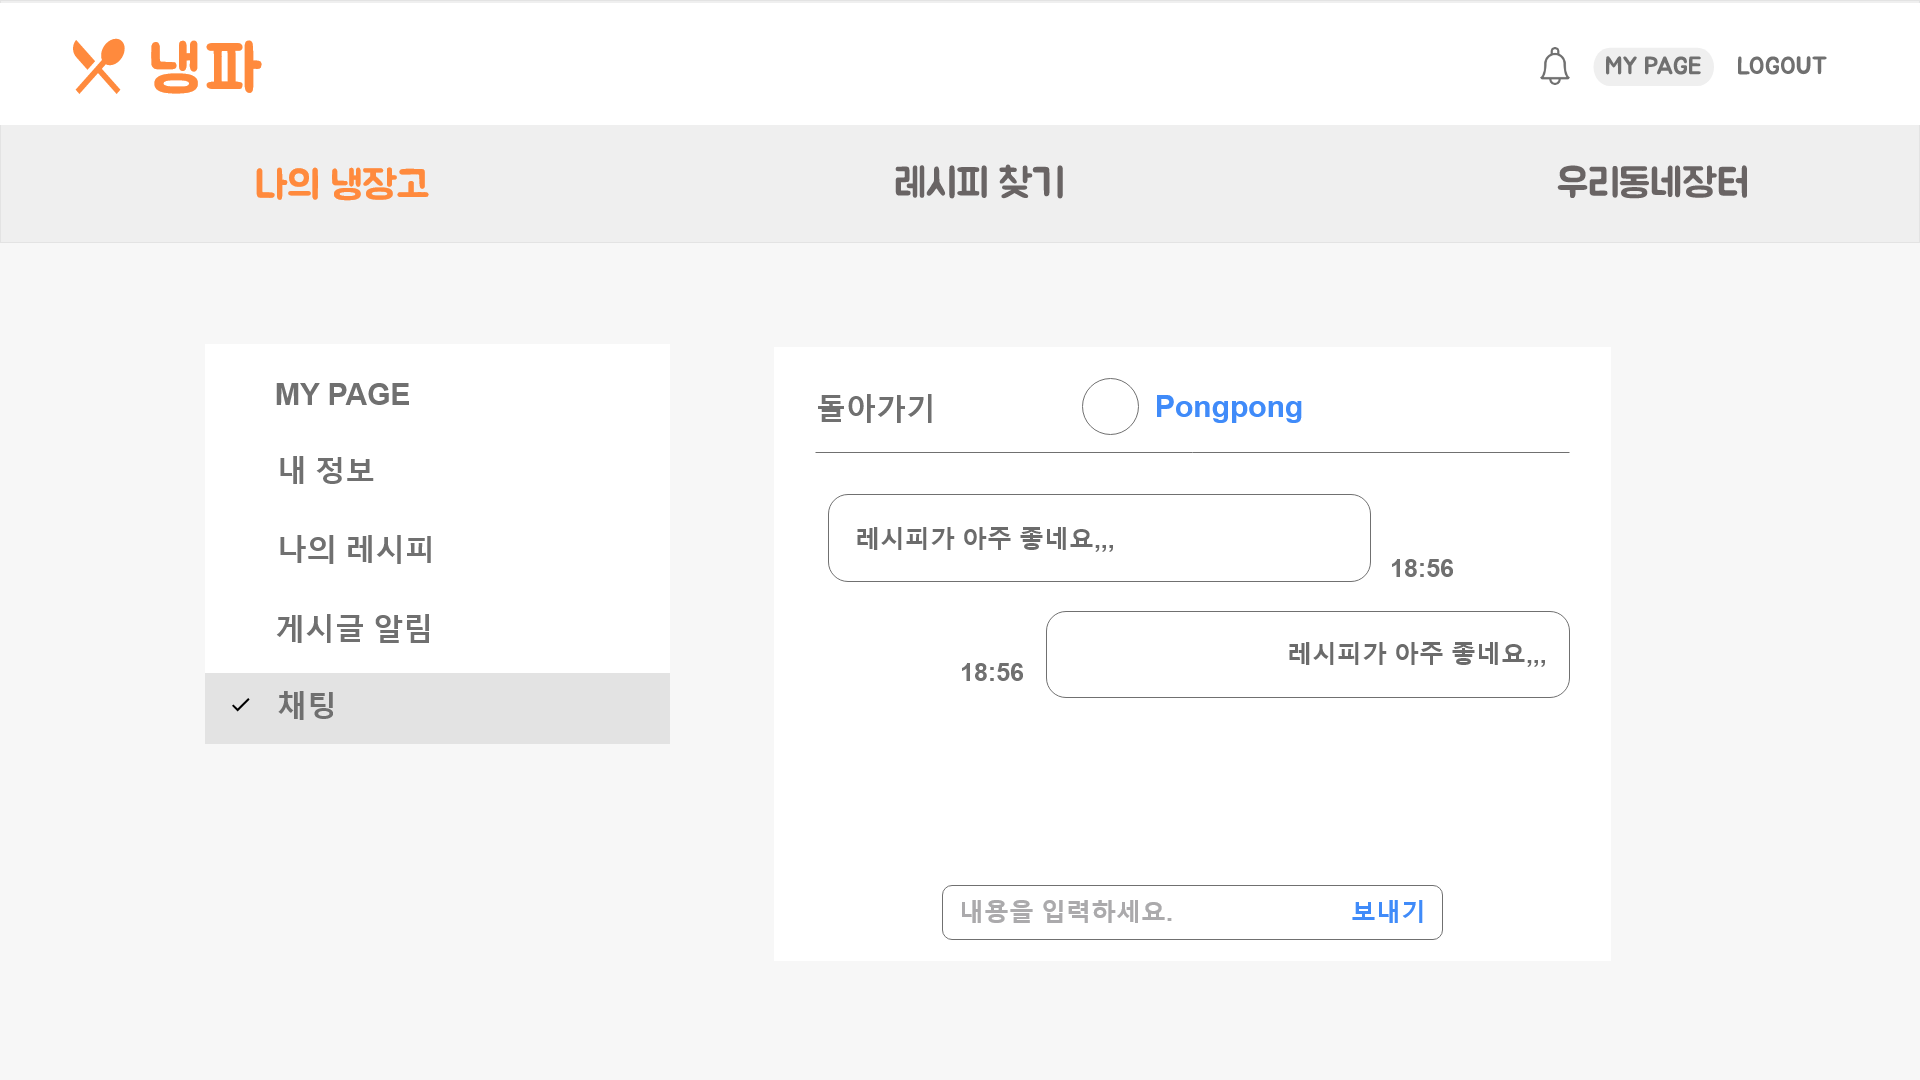 냉파
MY PAGE
LOGOUT
나의 냉장고
레시피 찾기
우리동네장터
MY PAGE
내 정보
나의 레시피
게시글 알림
채팅
돌아가기
Pongpong
레시피가 아주 좋네요,,,
18:56
레시피가 아주 좋네요,,,
18:56
내용을 입력하세요.
보내기